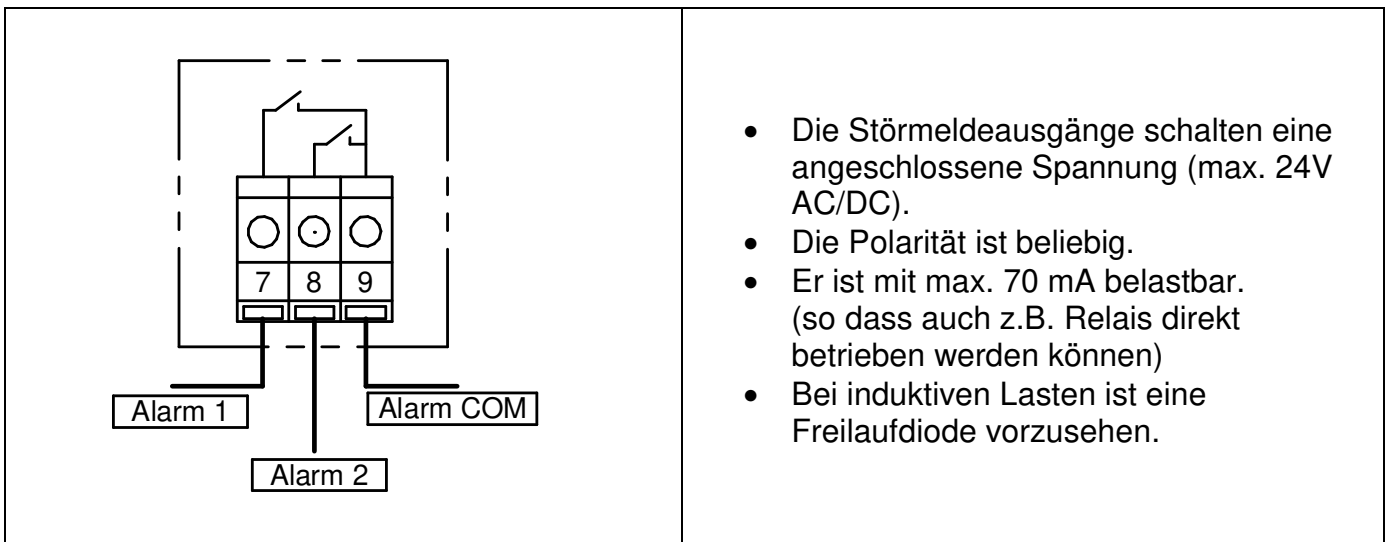 7 8 9
Alarm 1
Alarm COM
Alarm 2
• Die Störmeldeausgänge schalten eine
angeschlossene Spannung (max. 24V
AC/DC).
• Die Polarität ist beliebig.
• Er ist mit max. 70 mA belastbar.
(so dass auch z.B. Relais direkt
betrieben werden können)
• Bei induktiven Lasten ist eine
Freilaufdiode vorzusehen.